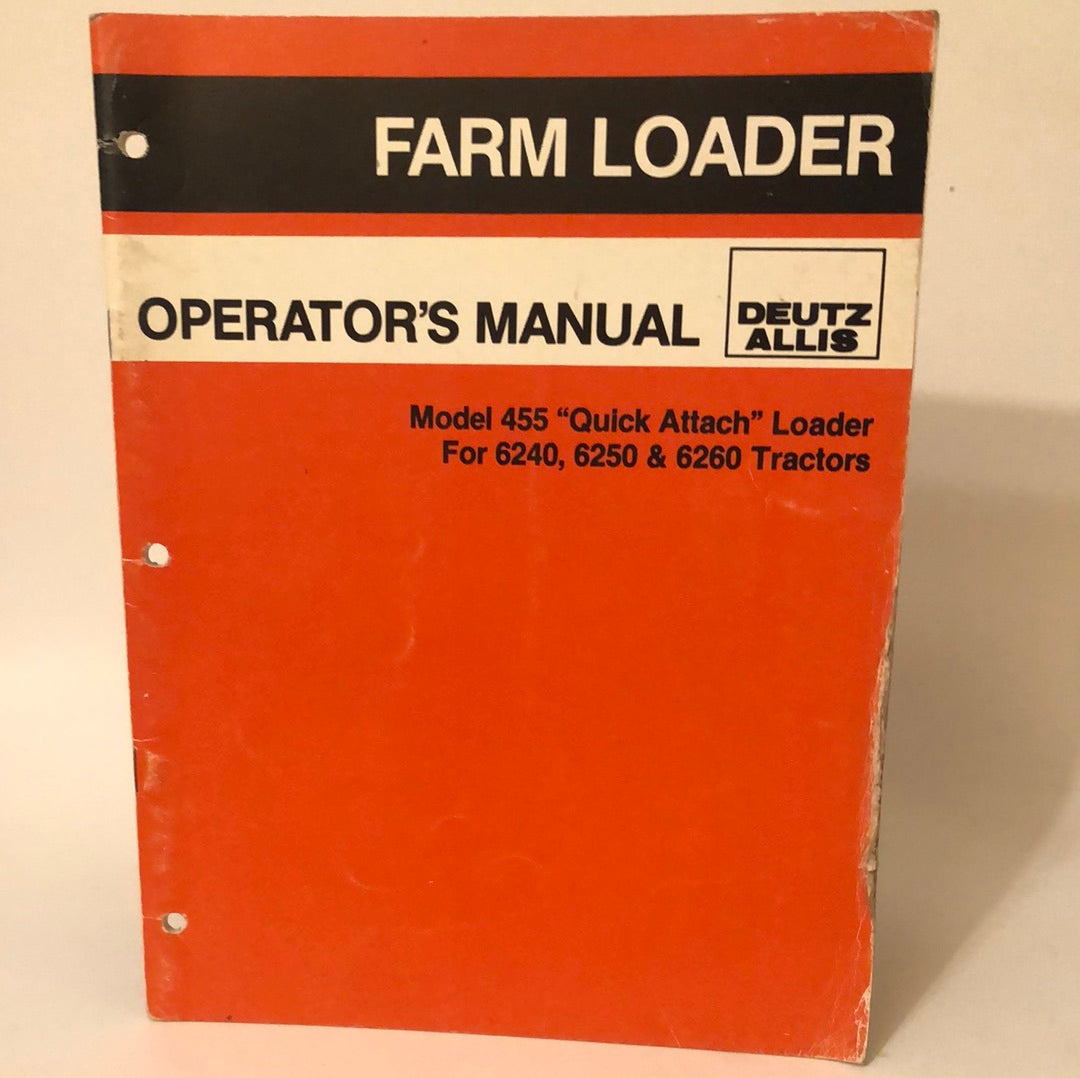 FARM LOADER
OPERATOR'S MANUAL
DEUTZ
ALLIS
Model 455 “Quick Attach” Loader
For 6240, 6250 & 6260 Tractors